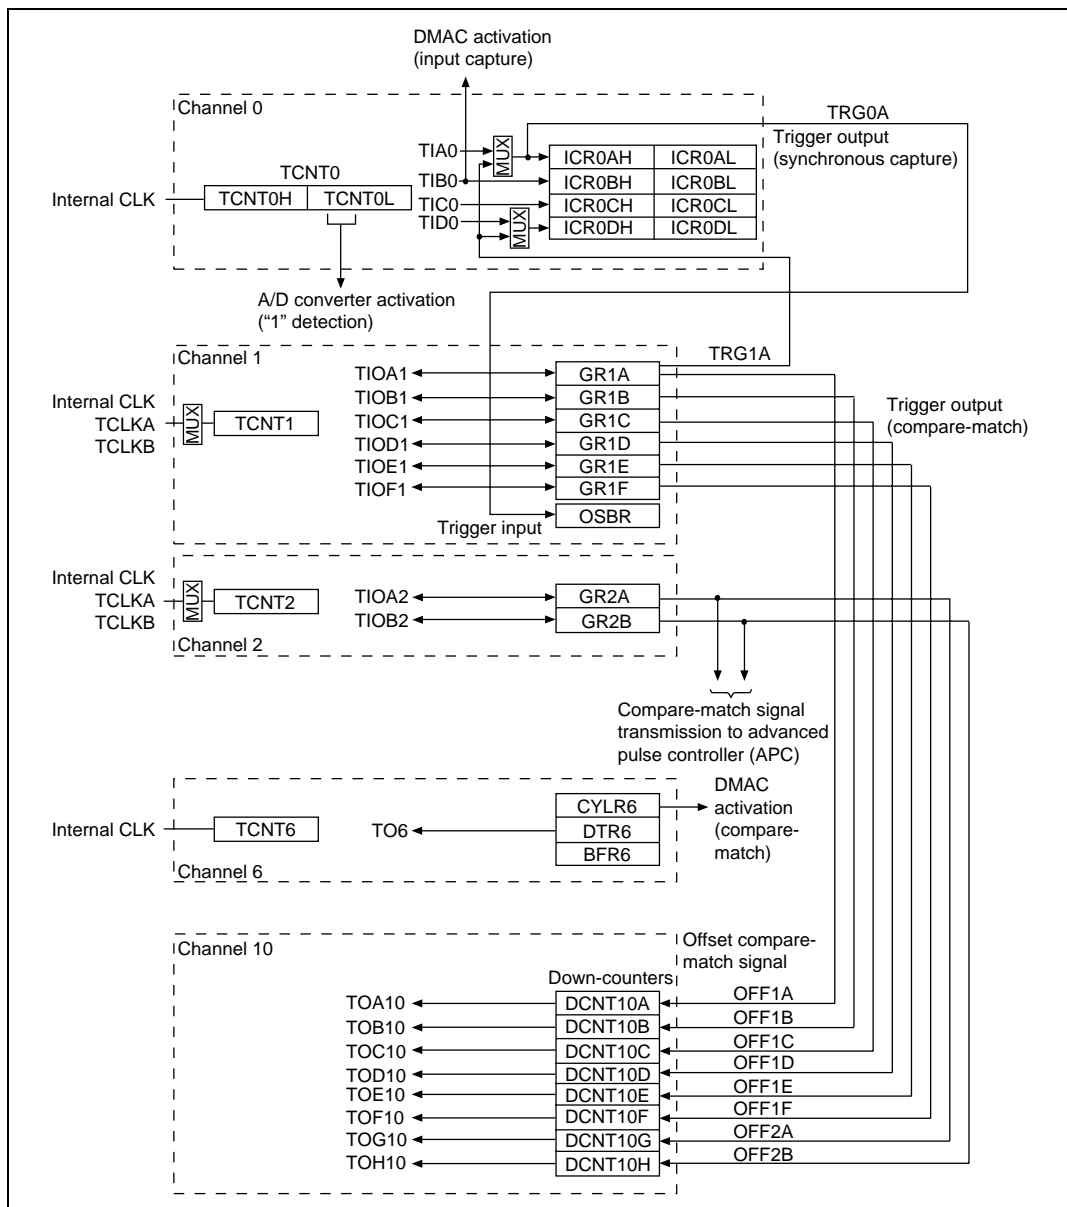 DMAC activation
(input capture)
Channel 0
TRG0A
Trigger output
(synchronous capture)
TIA0
MUX
ICR0AH
ICR0AL
TCNT0
TIB0
ICR0BH
ICR0BL
Internal CLK
TCNT0H
TCNT0L
TIC0
ICR0CH
ICR0CL
TID0
MUX
ICR0DH
ICR0DL
A/D converter activation
(“1” detection)
Channel 1
TRG1A
TIOA1
GR1A
Internal CLK
TCLKA
TCLKB
MUX
TCNT1
TIOB1
GR1B
TIOC1
GR1C
Trigger output
(compare-match)
TIOD1
GR1D
TIOE1
GR1E
TIOF1
GR1F
Trigger input
OSBR
Internal CLK
TCLKA
TCLKB
MUX
TCNT2
TIOA2
GR2A
TIOB2
GR2B
Channel 2
Compare-match signal
transmission to advanced
pulse controller (APC)
Internal CLK
TCNT6
TO6
CYLR6
DTR6
BFR6
DMAC
activation
(compare-
match)
Channel 6
Channel 10
Offset compare-
match signal
Down-counters
TOA10
DCNT10A
OFF1A
TOB10
DCNT10B
OFF1B
TOC10
DCNT10C
OFF1C
TOD10
DCNT10D
OFF1D
TOE10
DCNT10E
OFF1E
TOF10
DCNT10F
OFF1F
TOG10
DCNT10G
OFF2A
TOH10
DCNT10H
OFF2B